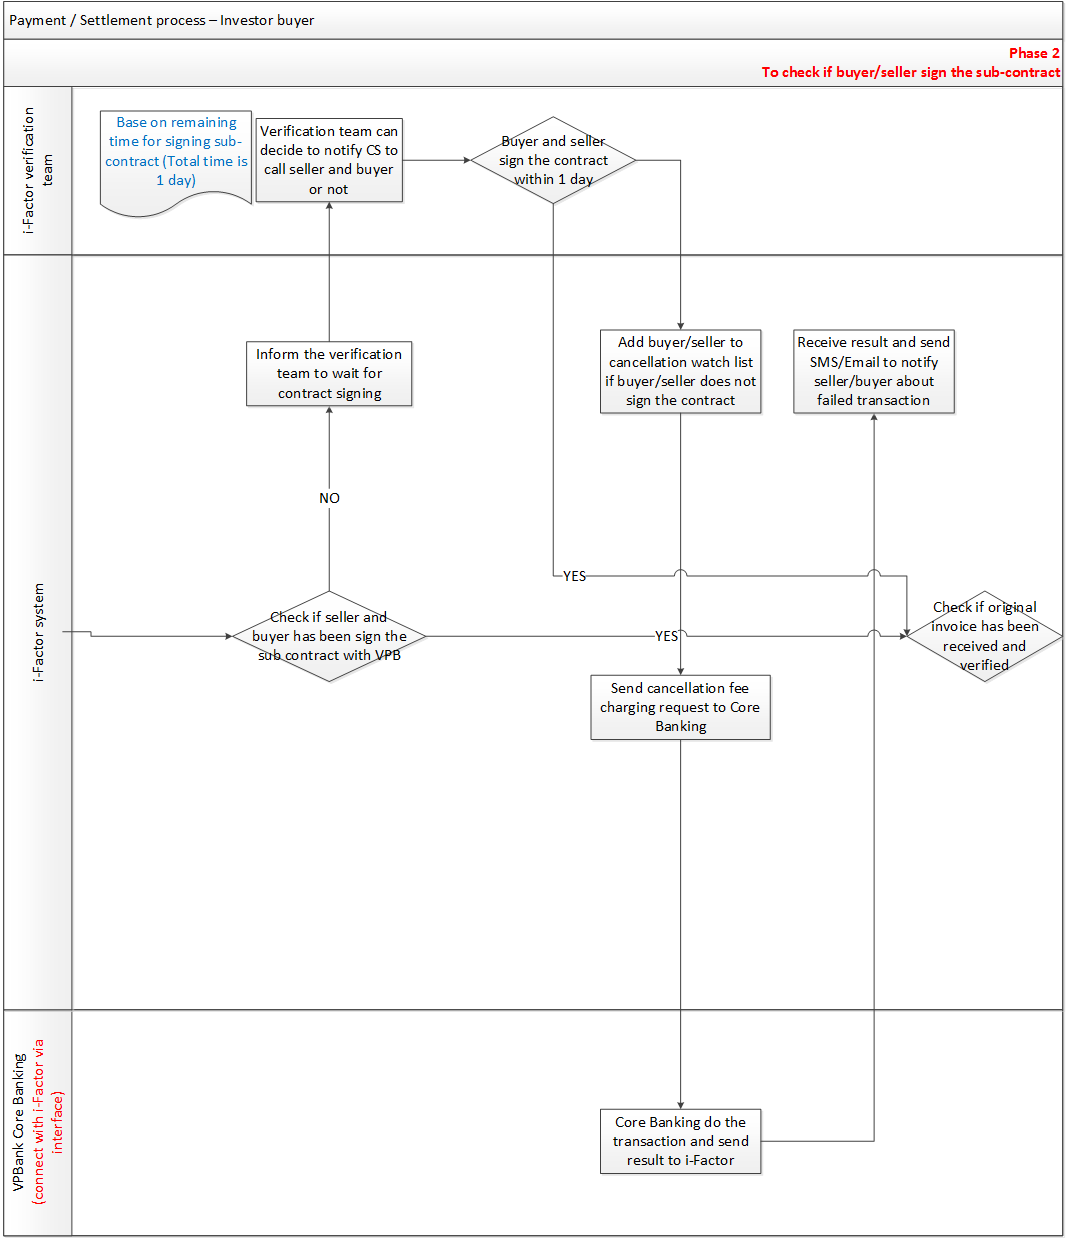 Payment / Settlement process – Investor buyer
Phase 2
To check if buyer/seller sign the sub-contract
i-Factor verification
team
Base on remaining
time for signing sub-
contract (Total time is
1 day)
Verification team can
decide to notify CS to
call seller and buyer
or not
Buyer and seller
sign the contract
within 1 day
i-Factor system
Inform the verification
team to wait for
contract signing
Add buyer/seller to
cancellation watch list
if buyer/seller does not
sign the contract
Receive result and send
SMS/Email to notify
seller/buyer about
failed transaction
NO
YES
Check if seller and
buyer has been sign the
sub contract with VPB
YES
Check if original
invoice has been
received and
verified
Send cancellation fee
charging request to Core
Banking
VPBank Core Banking
(connect with i-Factor via
interface)
Core Banking do the
transaction and send
result to i-Factor